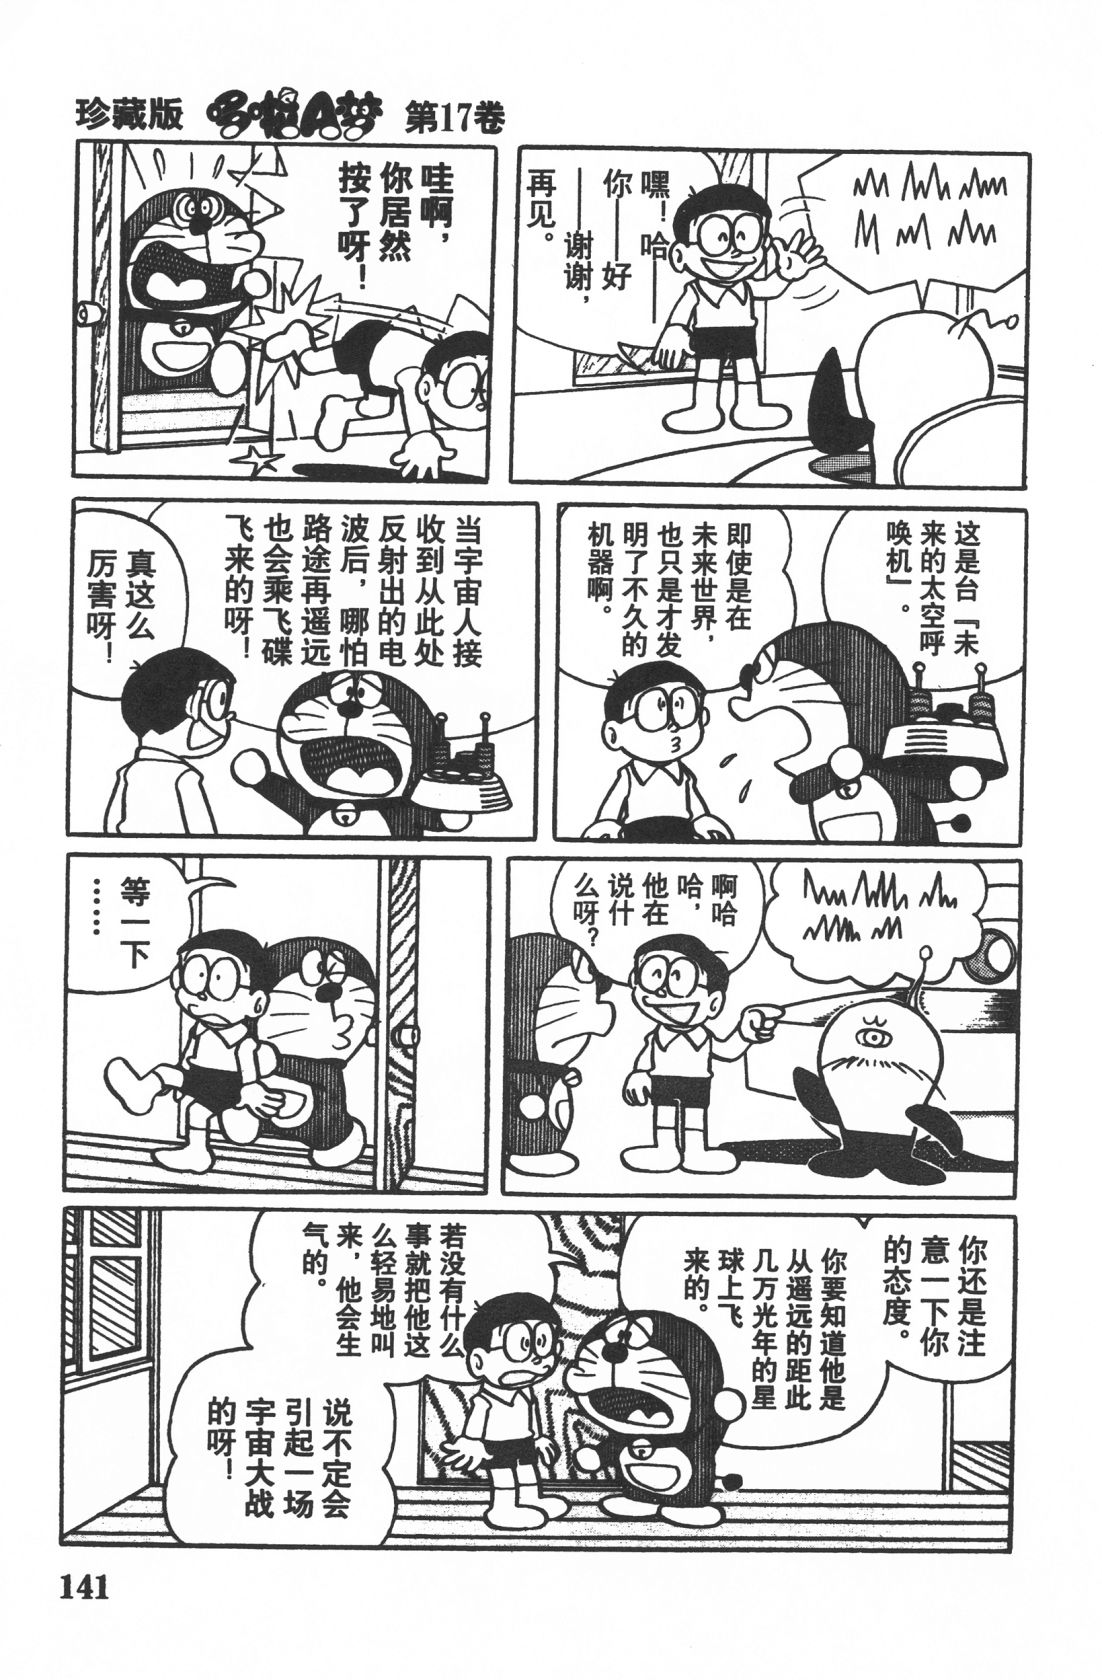 珍藏版 哆啦A梦 第17卷
嘿！哈——
你——好
——谢谢，
再见。
哇啊，
你居然
按了呀！
这是台『未
来的太空呼
唤机』。
即使是在
未来世界，
也只是才发
明了不久的
机器啊。
当宇宙人接
收到从此处
反射出的电
波后，哪怕
路途再遥远
也会乘飞碟
飞来的呀！
真这么
厉害呀！
啊哈
哈，
他在
说什
么呀？
等一下
……
你还是注
意一下你
的态度。
你要知道他是
从遥远的距此
几万光年的星
球上飞
来的。
若没有什么
事就把他这
么轻易地叫
来，他会生
气的。
说不定会
引起一场
宇宙大战
的呀！
141